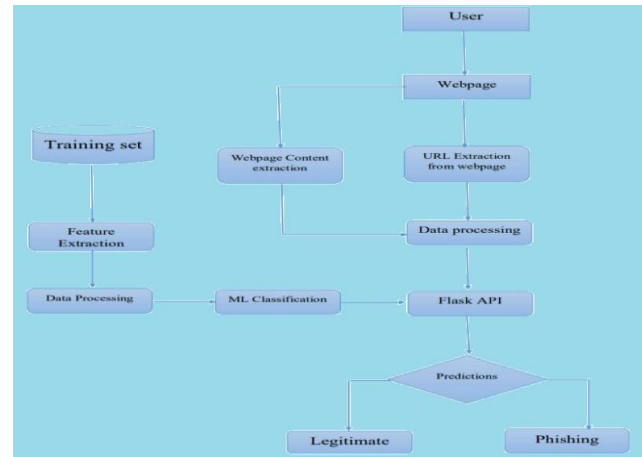 User
Webpage
Training set
Webpage Content
extraction
URL Extraction
from webpage
Feature
Extraction
Data processing
Data Processing
ML Classification
Flask API
Predictions
Legitimate
Phishing